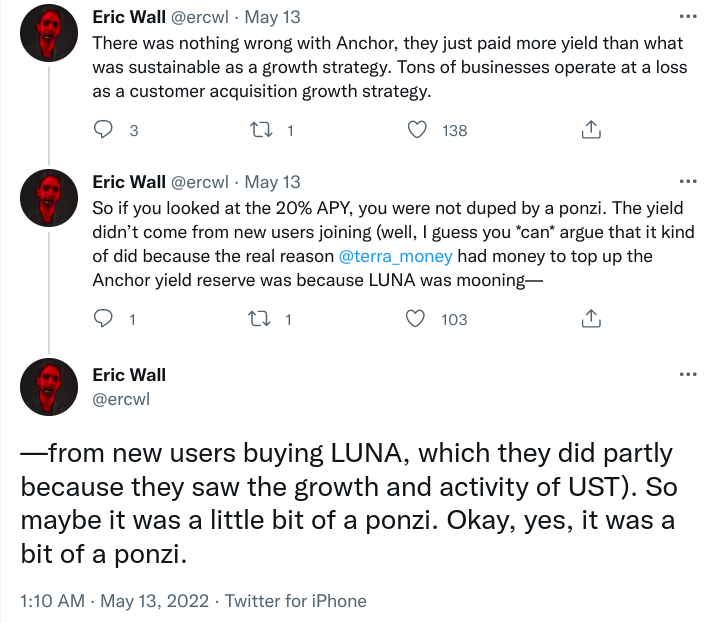 Eric Wall @ercwl · May 13
There was nothing wrong with Anchor, they just paid more yield than what
was sustainable as a growth strategy. Tons of businesses operate at a loss
as a customer acquisition growth strategy.
3 1 138
Eric Wall @ercwl · May 13
So if you looked at the 20% APY, you were not duped by a ponzi. The yield
didn’t come from new users joining (well, I guess you *can* argue that it kind
of did because the real reason @terra_money had money to top up the
Anchor yield reserve was because LUNA was mooning—
1 1 103
Eric Wall
@ercwl
—from new users buying LUNA, which they did partly
because they saw the growth and activity of UST). So
maybe it was a little bit of a ponzi. Okay, yes, it was a
bit of a ponzi.
1:10 AM · May 13, 2022 · Twitter for iPhone